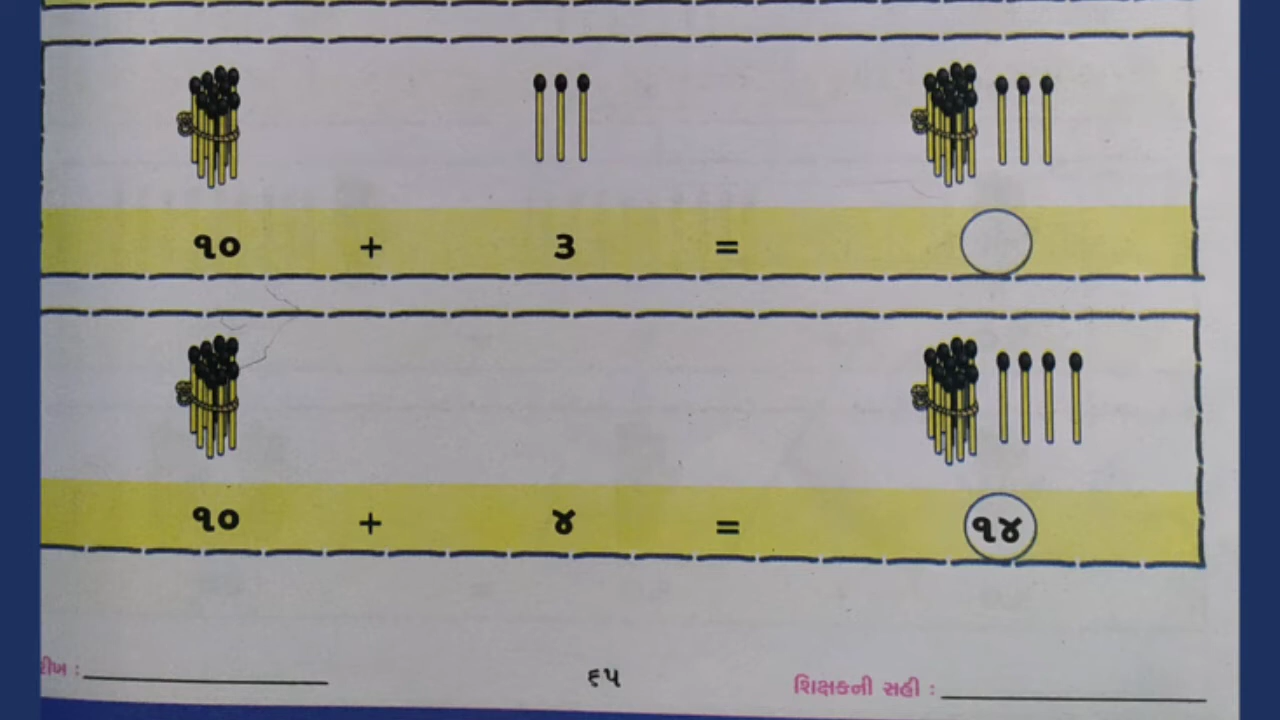 ૧૦ + ૩ =
૧૦ + ૪ = ૧૪
૬૫
શિક્ષકની સહી :